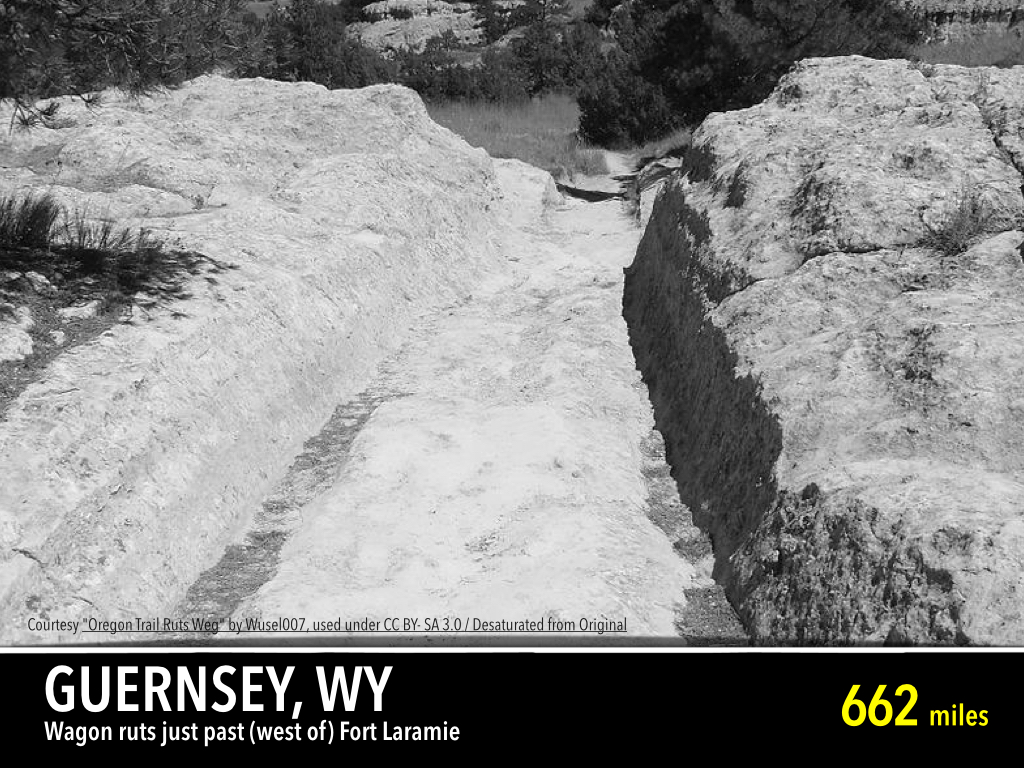 Courtesy "Oregon Trail Ruts Weg" by Wusel007, used under CC BY- SA 3.0 / Desaturated from Original
GUERNSEY, WY
Wagon ruts just past (west of) Fort Laramie
662 miles